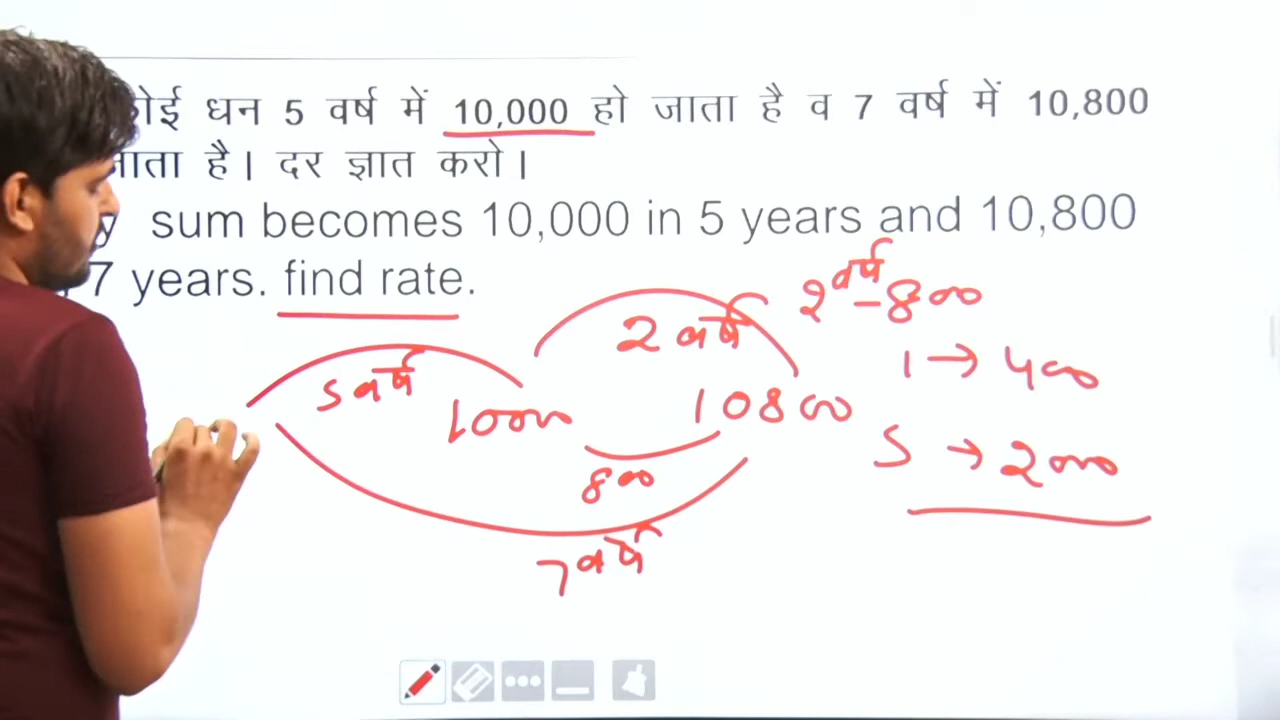 धन 5 वर्ष में 10,000 हो जाता है व 7 वर्ष में 10,800
है। दर ज्ञात करो।
sum becomes 10,000 in 5 years and 10,800
7 years. find rate.
2 वर्ष - 800
2 वर्ष
1 → 400
5 वर्ष
10000
10800
5 → 2000
800
7 वर्ष